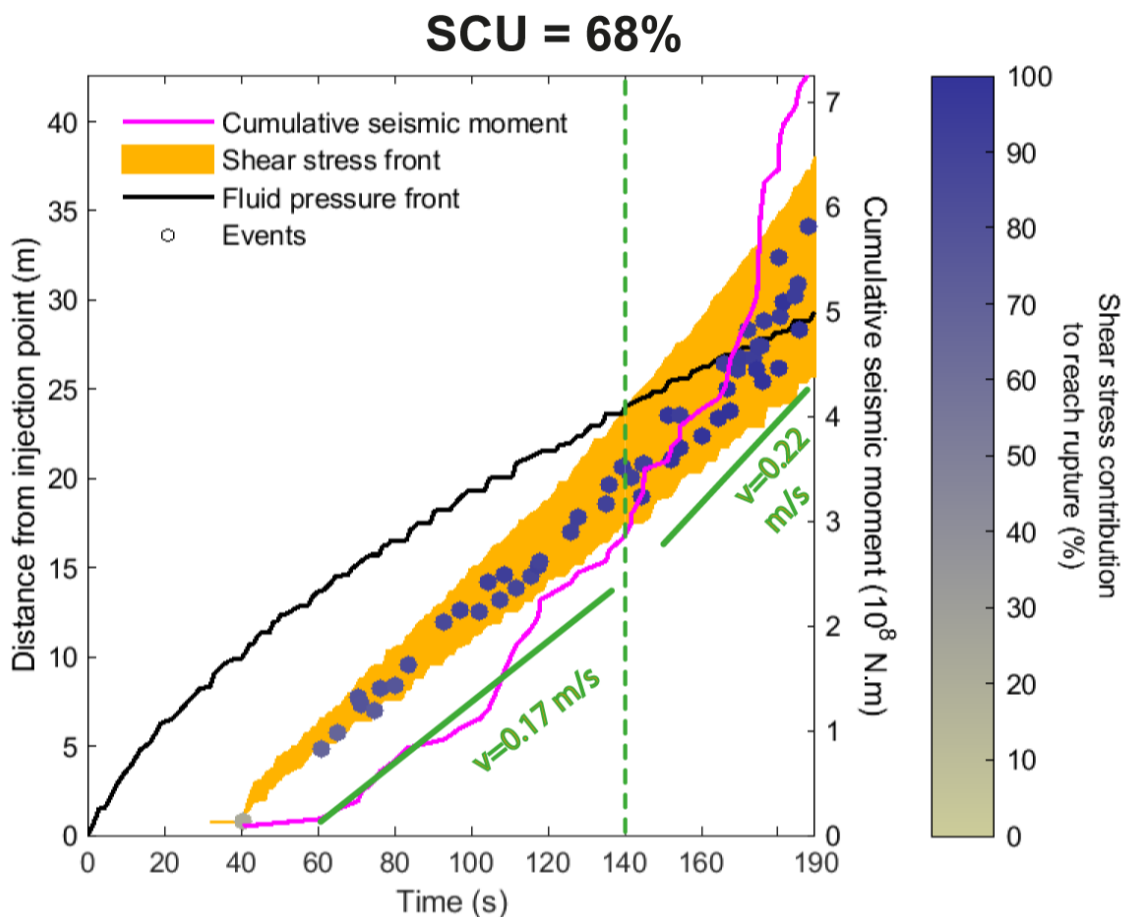 SCU = 68%
Cumulative seismic moment
Shear stress front
Fluid pressure front
Events
Distance from injection point (m)
0
5
10
15
20
25
30
35
40
0
20
40
60
80
100
120
140
160
190
Time (s)
v=0.17 m/s
v=0.22
m/s
0
1
2
3
4
5
6
7
Cumulative seismic moment (10⁸ N.m)
100
90
80
70
60
50
40
30
20
10
0
Shear stress contribution
to reach rupture (%)